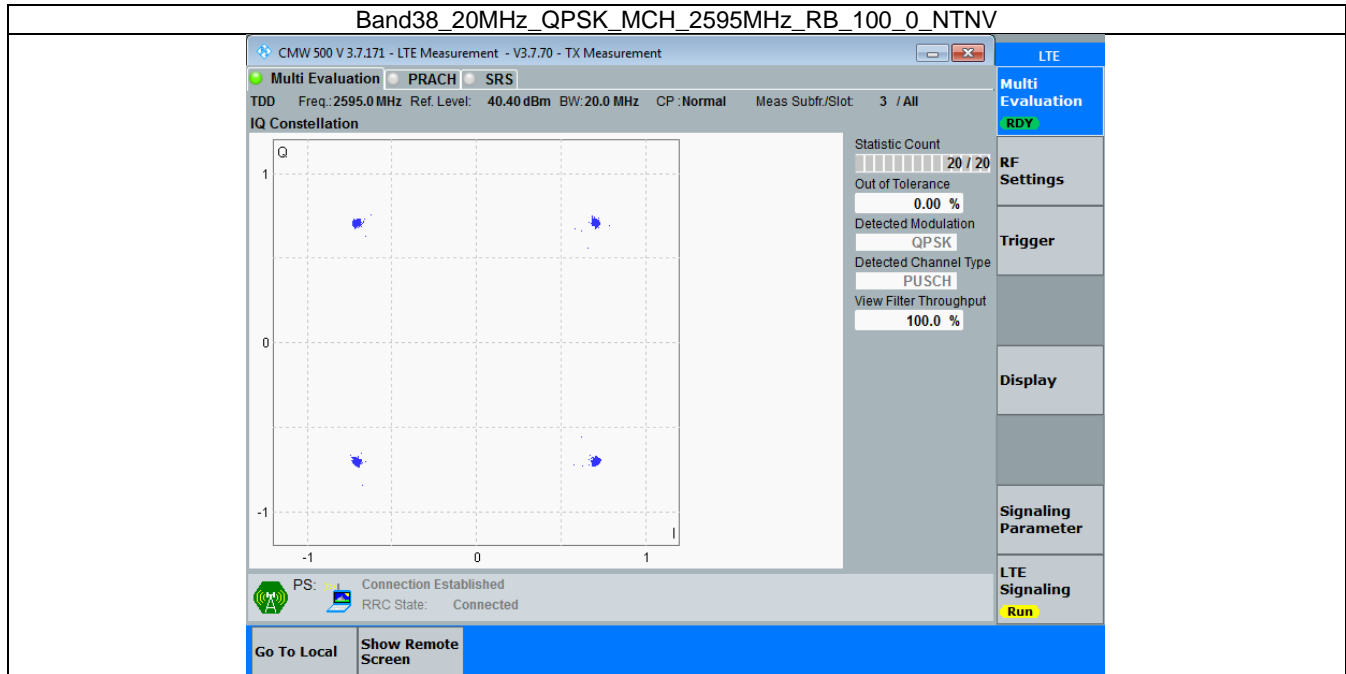 Band38_20MHz_QPSK_MCH_2595MHz_RB_100_0_NTNV
CMW 500 V 3.7.171 - LTE Measurement - V3.7.70 - TX Measurement
LTE
Multi Evaluation PRACH SRS
TDD Freq.:2595.0 MHz Ref. Level: 40.40 dBm BW:20.0 MHz CP :Normal Meas Subfr./Slot: 3 / All
IQ Constellation
Q
1
0
-1
-1 0 1
I
Statistic Count
20 / 20
Out of Tolerance
0.00 %
Detected Modulation
QPSK
Detected Channel Type
PUSCH
View Filter Throughput
100.0 %
Multi
Evaluation
RDY
RF
Settings
Trigger
Display
Signaling
Parameter
LTE
Signaling
Run
PS: Connection Established
RRC State: Connected
Go To Local
Show Remote
Screen